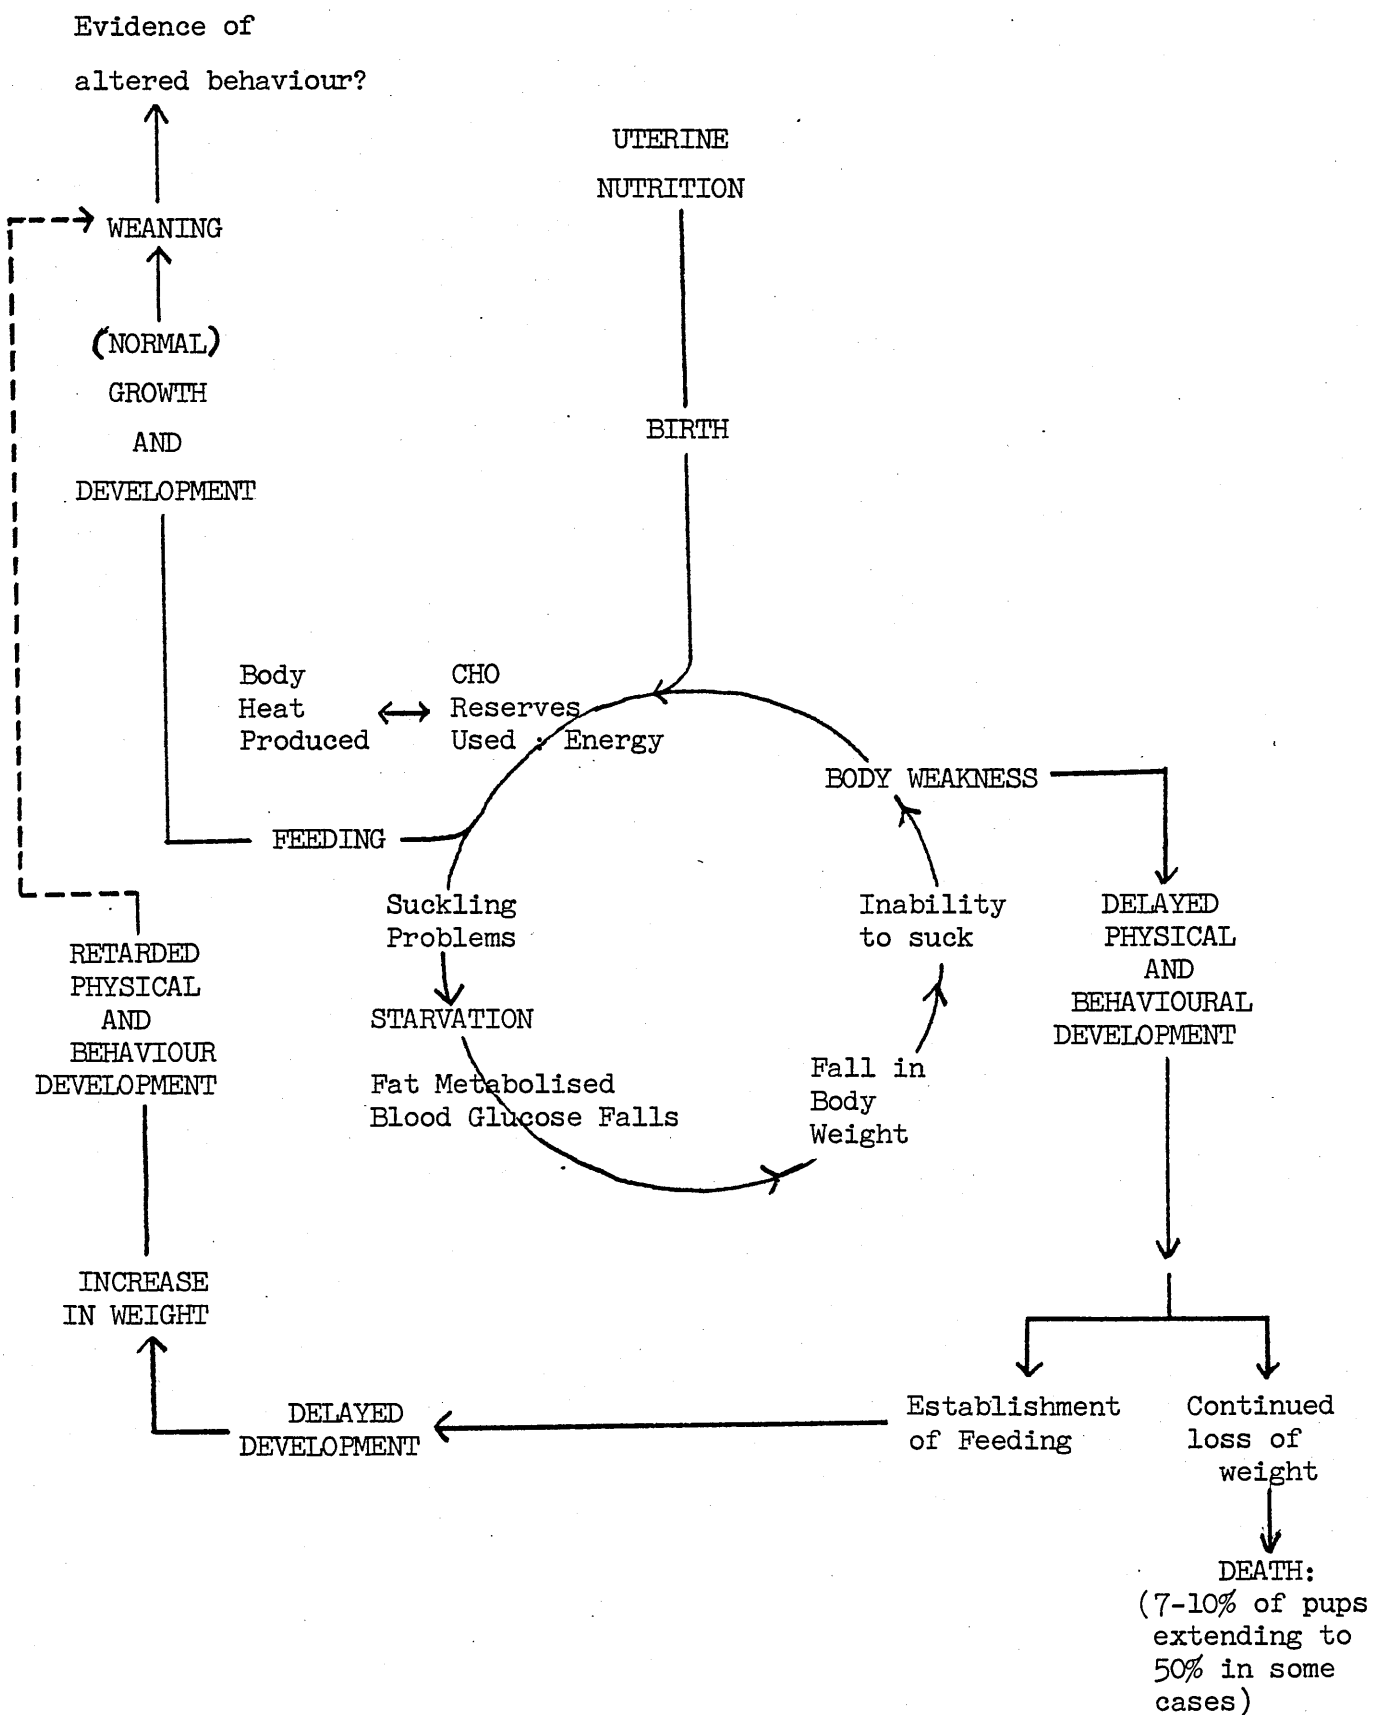 Evidence of
altered behaviour?
UTERINE
NUTRITION
WEANING
(NORMAL)
GROWTH
AND
DEVELOPMENT
BIRTH
Body
Heat
Produced
CHO
Reserves
Used : Energy
BODY WEAKNESS
FEEDING
Suckling
Problems
Inability
to suck
DELAYED
PHYSICAL
AND
BEHAVIOURAL
DEVELOPMENT
RETARDED
PHYSICAL
AND
BEHAVIOUR
DEVELOPMENT
STARVATION
Fat Metabolised
Blood Glucose Falls
Fall in
Body
Weight
INCREASE
IN WEIGHT
DELAYED
DEVELOPMENT
Establishment
of Feeding
Continued
loss of
weight
DEATH:
(7-10% of pups
extending to
50% in some
cases)